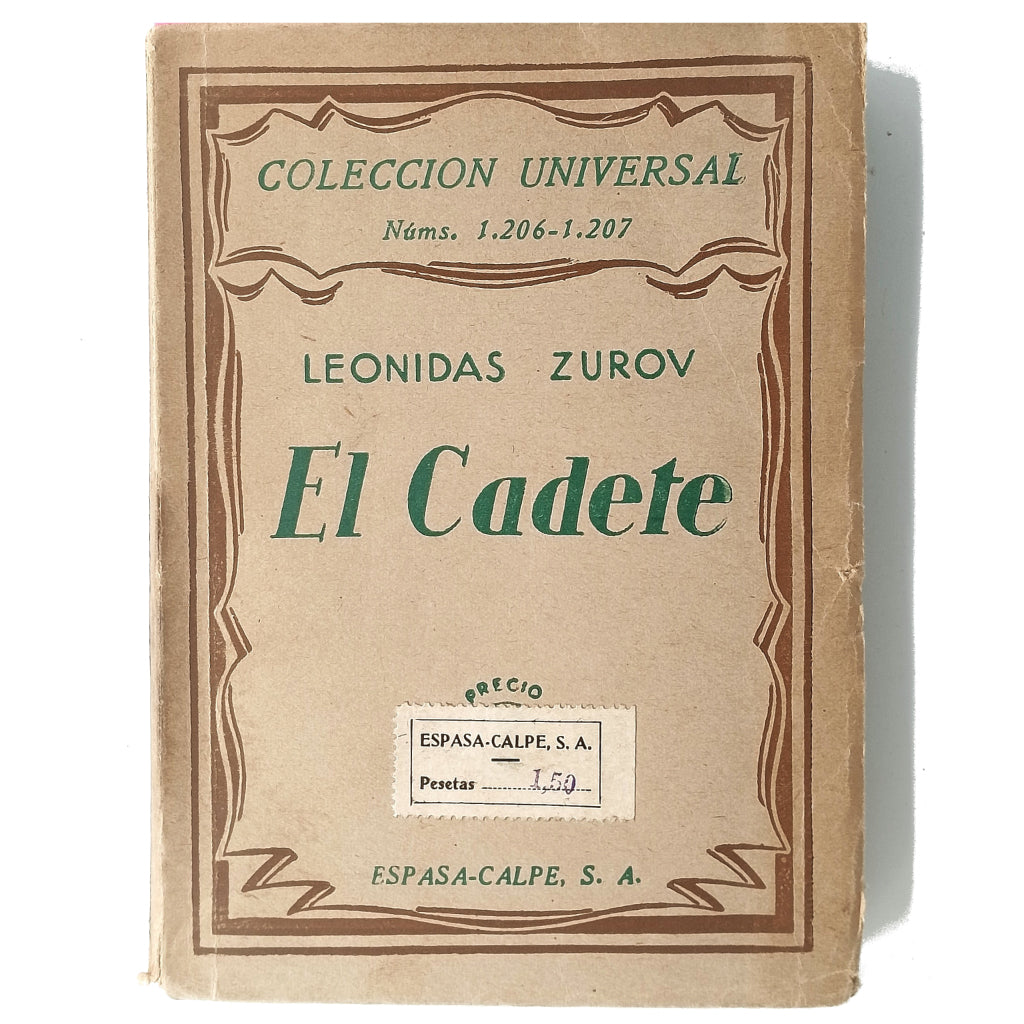 COLECCION UNIVERSAL
Núms. 1.206-1.207
LEONIDAS ZUROV
El Cadete
PRECIO
ESPASA-CALPE, S. A.
Pesetas 1,50
ESPASA-CALPE, S. A.